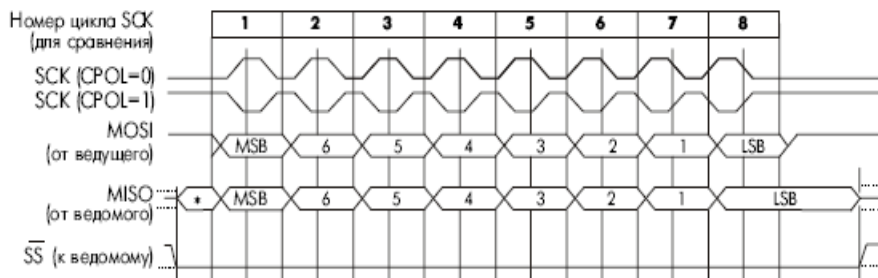 Номер цикла SCK
(для сравнения)
1 2 3 4 5 6 7 8
SCK (CPOL=0)
SCK (CPOL=1)
MOSI
(от ведущего)
MSB 6 5 4 3 2 1 LSB
MISO
(от ведомого)
* MSB 6 5 4 3 2 1 LSB
SS (к ведомому)